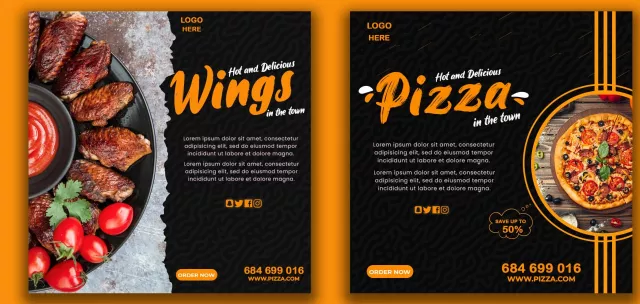 LOGO
HERE
Hot and Delicious
Wings
in the town
Lorem ipsum dolor sit amet, consectetur
adipiscing elit, sed do eiusmod tempor
incididunt ut labore et dolore magna.
Lorem ipsum dolor sit amet, consectetur
adipiscing elit, sed do eiusmod tempor
incididunt ut labore et dolor magna.
ORDER NOW
684 699 016
WWW.PIZZA.COM
LOGO
HERE
Hot and Delicious
Pizza
in the town
Lorem ipsum dolor sit amet, consectetur
adipiscing elit, sed do eiusmod tempor
incididunt ut labore et dolore magna.
Lorem ipsum dolor sit amet, consectetur
adipiscing elit, sed do eiusmod tempor
incididunt ut labore et dolore magna.
SAVE UP TO
50%
ORDER NOW
684 699 016
WWW.PIZZA.COM